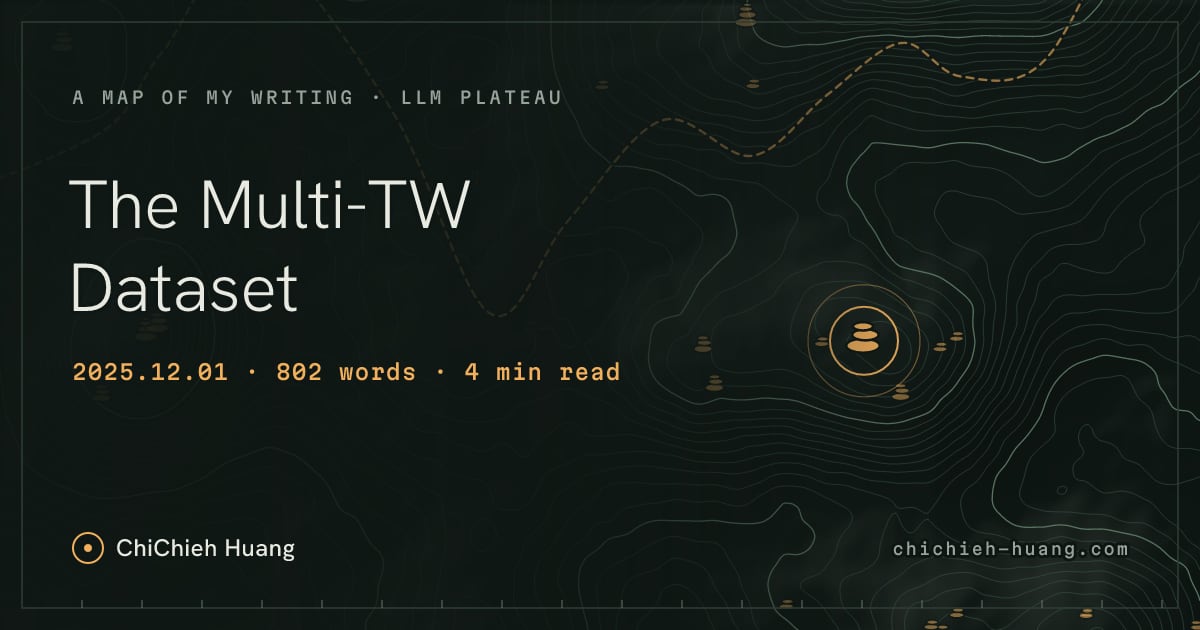 A MAP OF MY WRITING · LLM PLATEAU
The Multi-TW
Dataset
2025.12.01 · 802 words · 4 min read
ChiChieh Huang
chichieh-huang.com